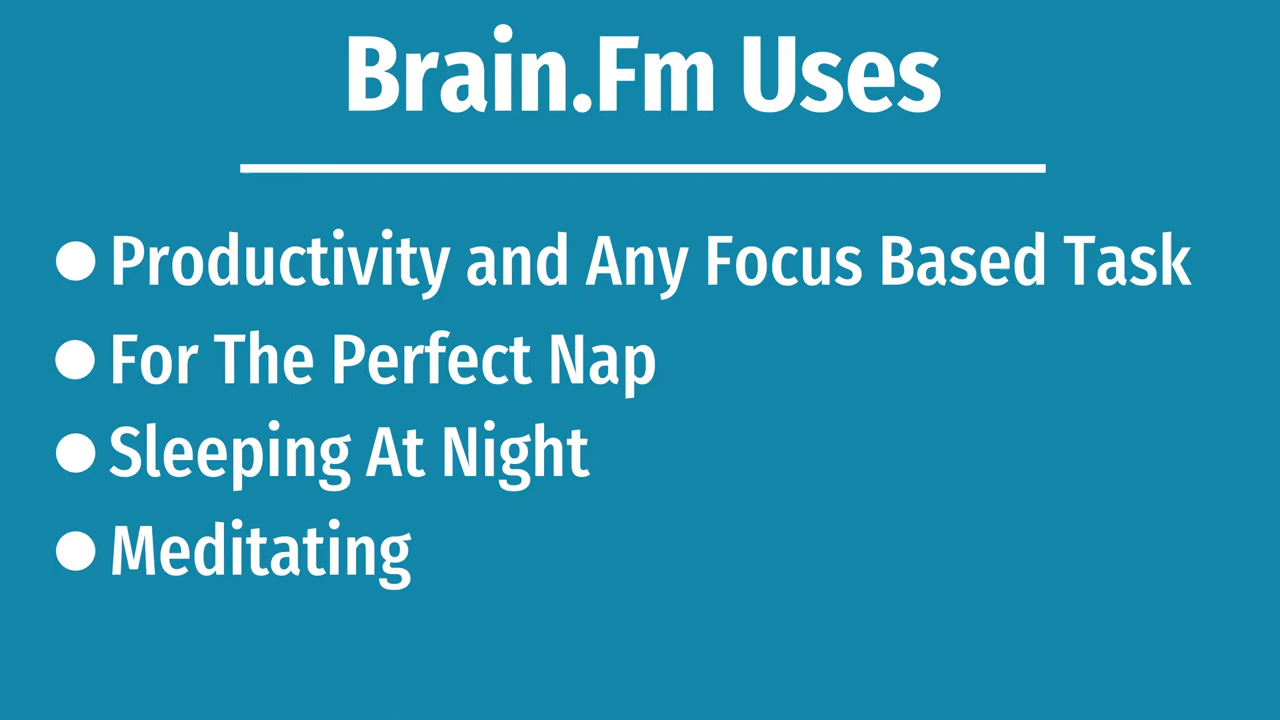 Brain.Fm Uses
● Productivity and Any Focus Based Task
● For The Perfect Nap
● Sleeping At Night
● Meditating